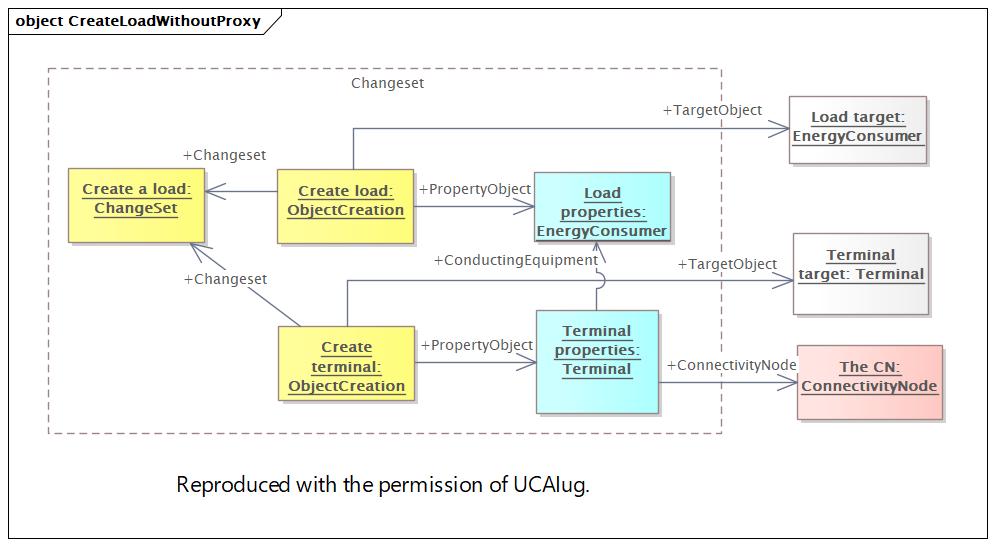 object CreateLoadWithoutProxy
Changeset
+TargetObject
Load target:
EnergyConsumer
+Changeset
Create a load:
ChangeSet
Create load:
ObjectCreation
+PropertyObject
Load
properties:
EnergyConsumer
+ConductingEquipment
+TargetObject
Terminal
target: Terminal
+Changeset
Create
terminal:
ObjectCreation
+PropertyObject
Terminal
properties:
Terminal
+ConnectivityNode
The CN:
ConnectivityNode
Reproduced with the permission of UCAIug.